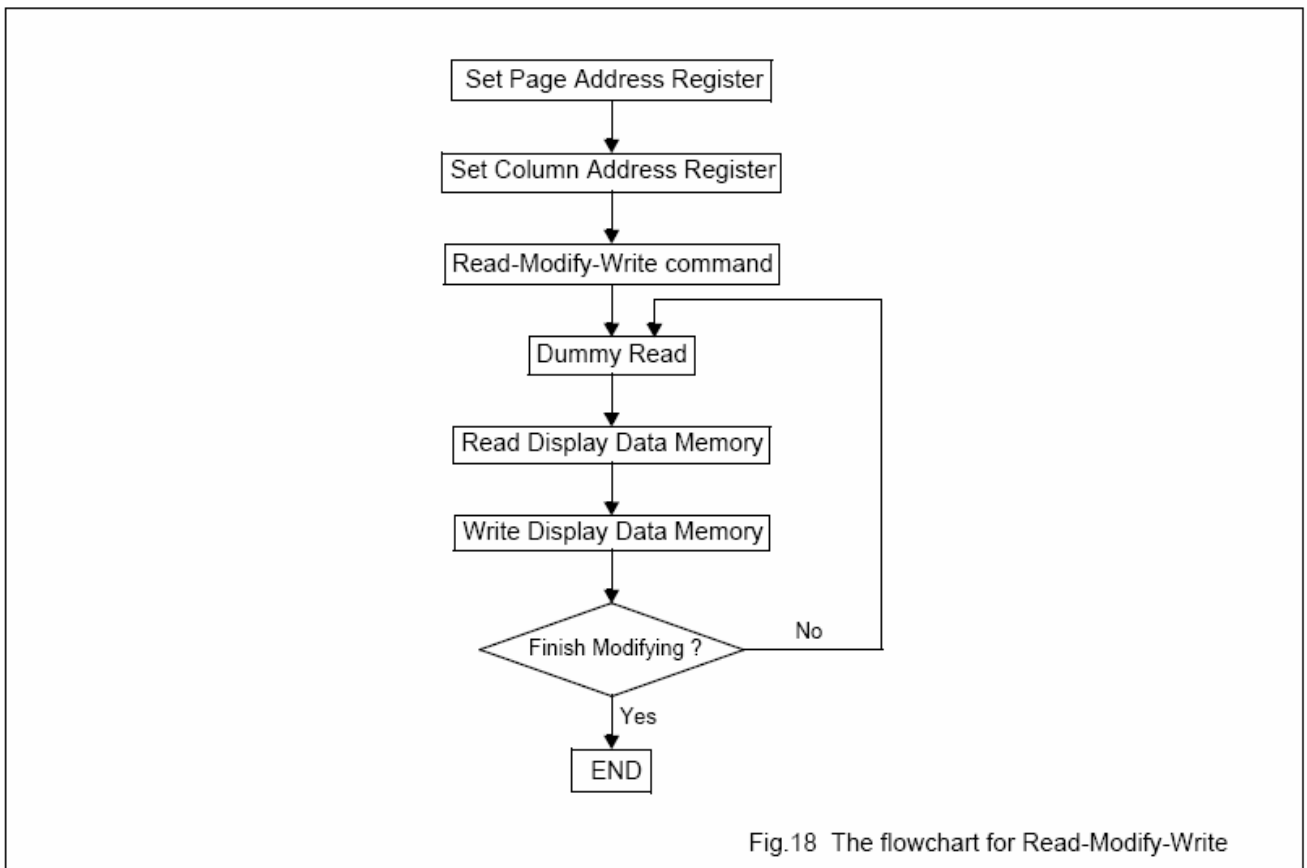 Set Page Address Register
Set Column Address Register
Read-Modify-Write command
Dummy Read
Read Display Data Memory
Write Display Data Memory
Finish Modifying ?
No
Yes
END
Fig.18 The flowchart for Read-Modify-Write